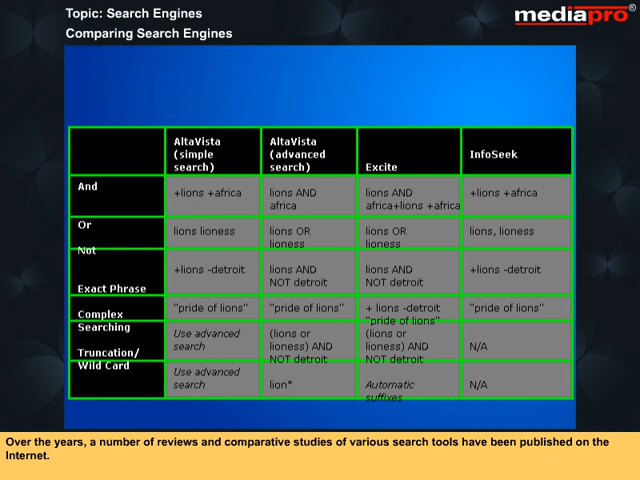 Topic: Search Engines
Comparing Search Engines
mediapro®
AltaVista
(simple
search)
AltaVista
(advanced
search)
Excite
InfoSeek
And
+lions +africa
lions AND
africa
lions AND
africa+lions +africa
+lions +africa
Or
lions lioness
lions OR
lioness
lions OR
lioness
lions, lioness
Not
+lions -detroit
lions AND
NOT detroit
lions AND
NOT detroit
+lions -detroit
Exact Phrase
"pride of lions"
"pride of lions"
+ lions -detroit
"pride of lions"
"pride of lions"
Complex
Searching
Use advanced
search
(lions or
lioness) AND
NOT detroit
(lions or
lioness) AND
NOT detroit
N/A
Truncation/
Wild Card
Use advanced
search
lion*
Automatic
suffixes
N/A
Over the years, a number of reviews and comparative studies of various search tools have been published on the
Internet.